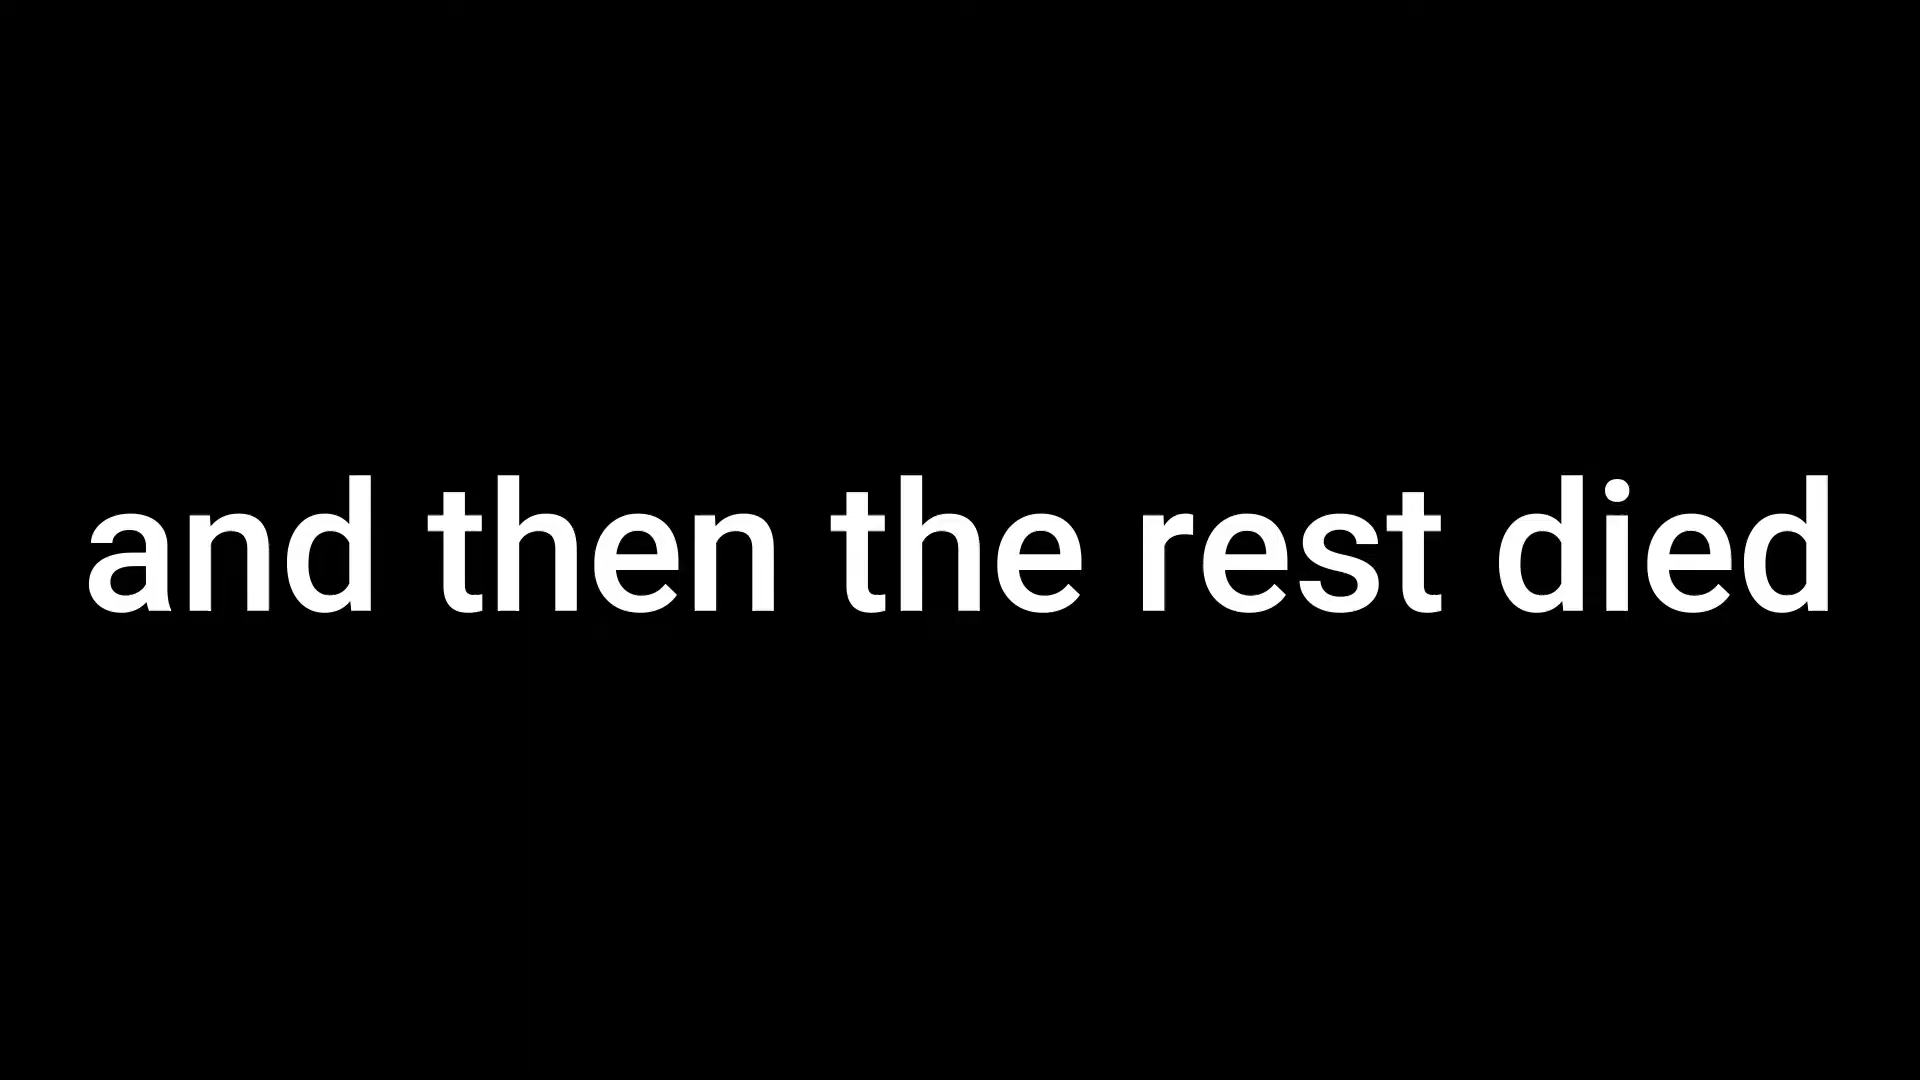 and then the rest died